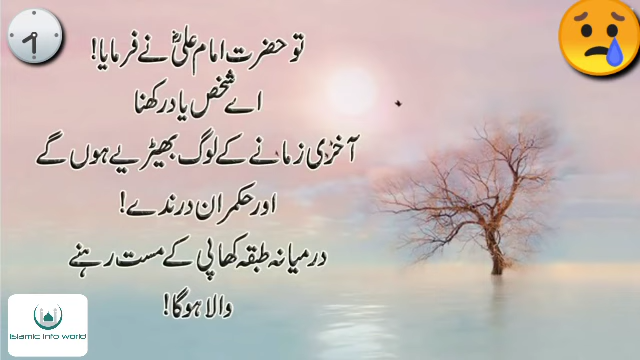 تو حضرت امام علیؓ نے فرمایا!
اے شخص یاد رکھنا
آخری زمانے کے لوگ بھیڑیے ہوں گے
اور حکمران درندے!
درمیانہ طبقہ کھا پی کے مست رہنے
والا ہوگا!
islamic info world